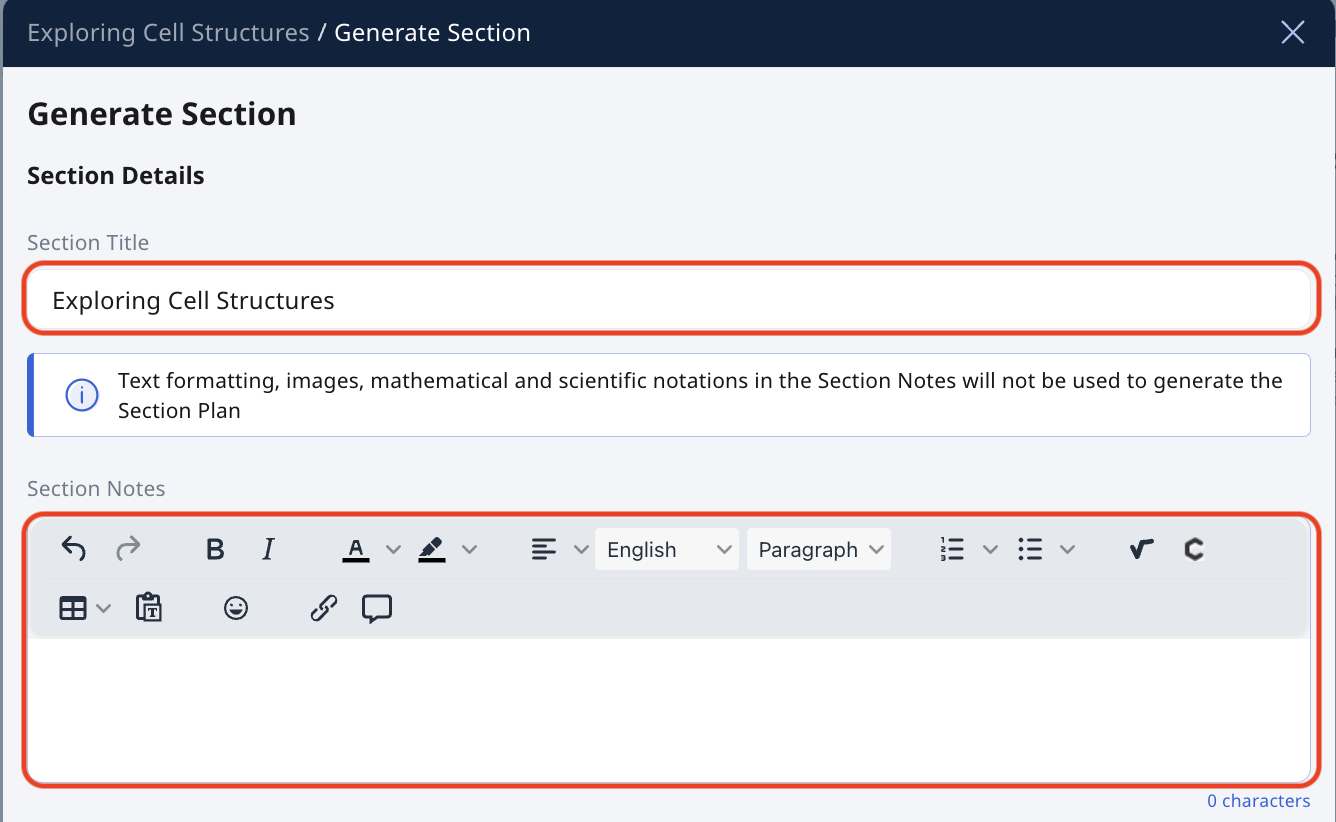 Exploring Cell Structures / Generate Section
Generate Section
Section Details
Section Title
Exploring Cell Structures
Text formatting, images, mathematical and scientific notations in the Section Notes will not be used to generate the
Section Plan
Section Notes
B I A English Paragraph
0 characters